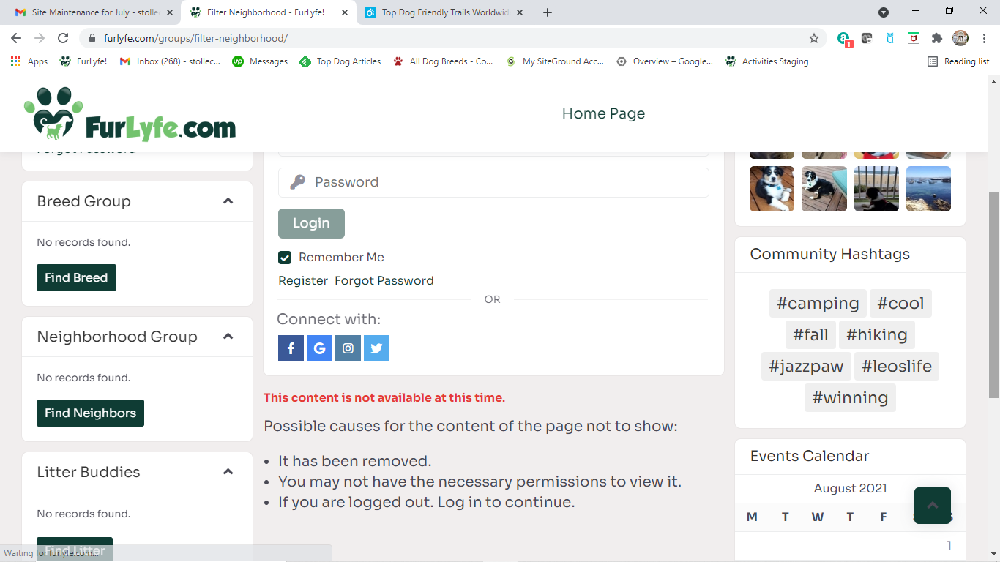 Site Maintenance for July - stolle
Filter Neighborhood - FurLyfe!
Top Dog Friendly Trails Worldwid
furlyfe.com/groups/filter-neighborhood/
1
Apps
FurLyfe!
Inbox (268) - stollec...
up
Messages
Top Dog Articles
All Dog Breeds - Co...
My SiteGround Acc...
Overview – Google...
Activities Staging
Reading list
FurLyfe.com
Home Page
Forgot Password
Breed Group
No records found.
Find Breed
Neighborhood Group
No records found.
Find Neighbors
Litter Buddies
No records found.
Find Litter
Waiting for furlyfe.com...
Password
Login
Remember Me
Register Forgot Password
OR
Connect with:
This content is not available at this time.
Possible causes for the content of the page not to show:
• It has been removed.
• You may not have the necessary permissions to view it.
• If you are logged out. Log in to continue.
Community Hashtags
#camping #cool
#fall #hiking
#jazzpaw #leoslife
#winning
Events Calendar
August 2021
M T W T F S S
1